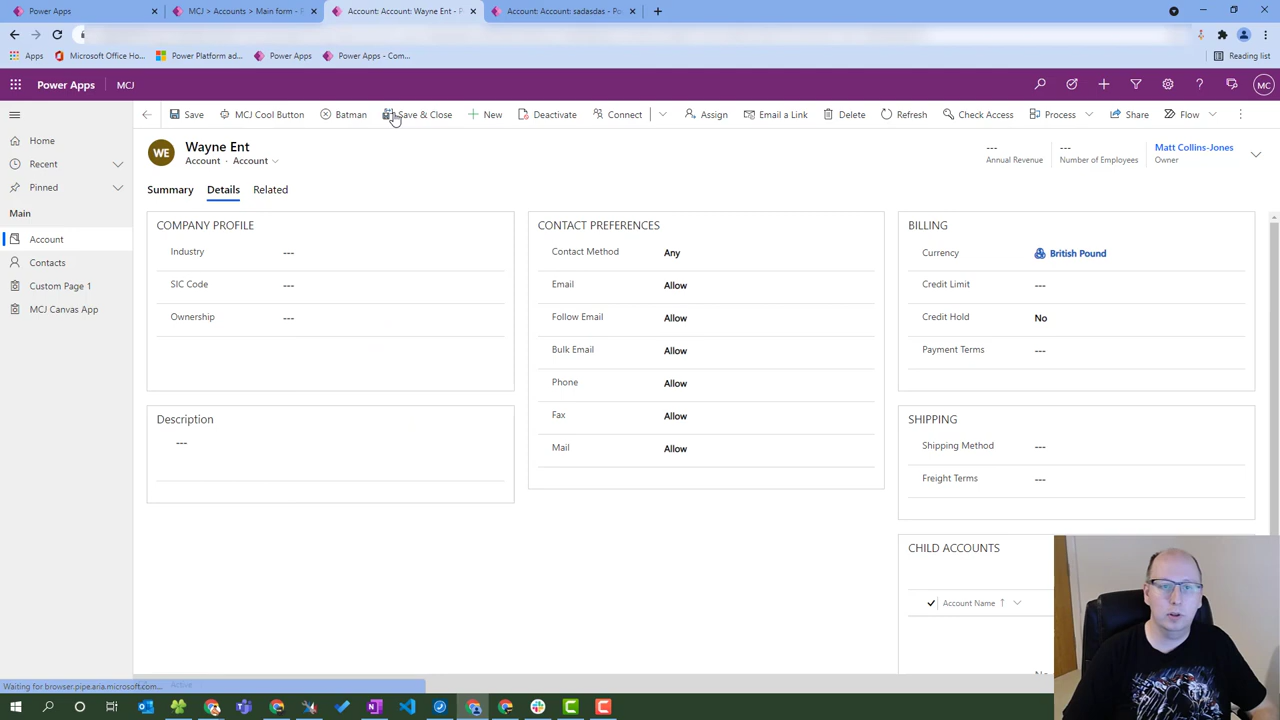 Power Apps
MCJ > Accounts > Main form - F
Account: Account: Wayne Ent - P
Account: Account: sadasdas - Po
Apps
Microsoft Office Ho...
Power Platform ad...
Power Apps
Power Apps - Com...
Reading list
Power Apps
MCJ
MC
Save
MCJ Cool Button
Batman
Save & Close
New
Deactivate
Connect
Assign
Email a Link
Delete
Refresh
Check Access
Process
Share
Flow
Home
Recent
Pinned
Main
Account
Contacts
Custom Page 1
MCJ Canvas App
WE
Wayne Ent
Account · Account
---
Annual Revenue
---
Number of Employees
Matt Collins-Jones
Owner
Summary
Details
Related
COMPANY PROFILE
Industry ---
SIC Code ---
Ownership ---
Description
---
CONTACT PREFERENCES
Contact Method Any
Email Allow
Follow Email Allow
Bulk Email Allow
Phone Allow
Fax Allow
Mail Allow
BILLING
Currency British Pound
Credit Limit ---
Credit Hold No
Payment Terms ---
SHIPPING
Shipping Method ---
Freight Terms ---
CHILD ACCOUNTS
Account Name
Waiting for browser.pipe.aria.microsoft.com...
Active